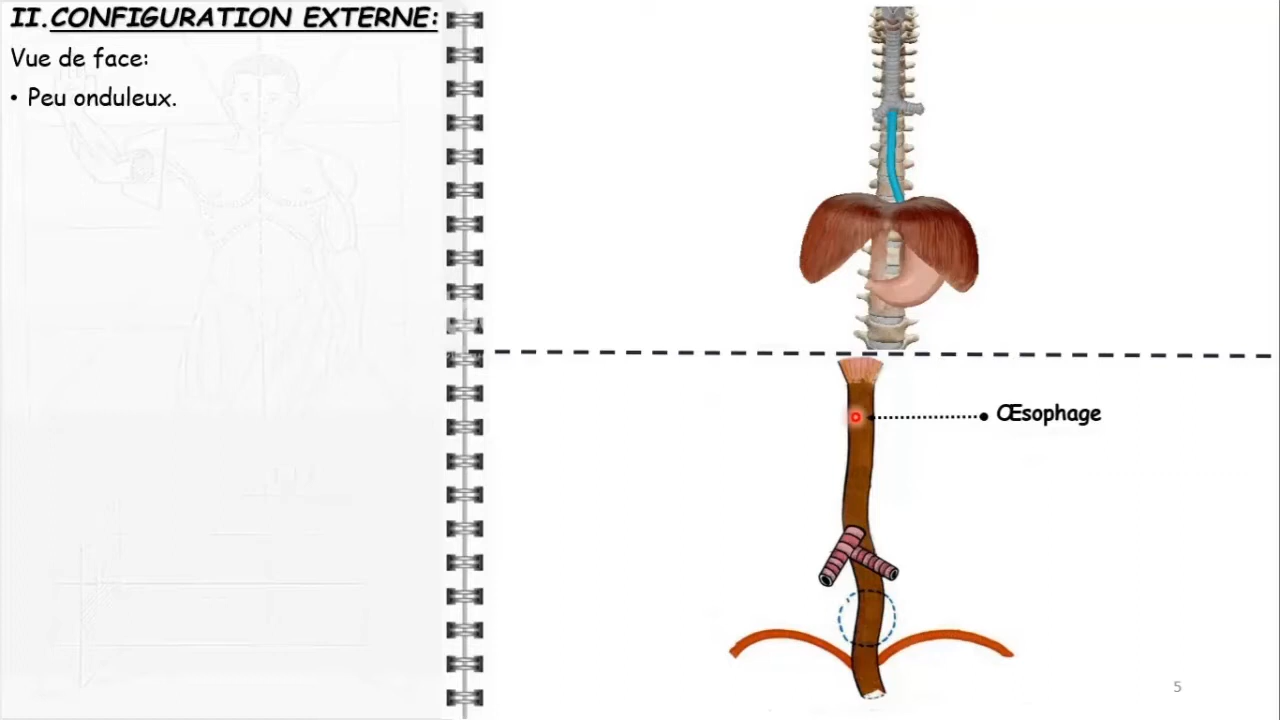 II.CONFIGURATION EXTERNE:
Vue de face:
• Peu onduleux.
Œsophage
5